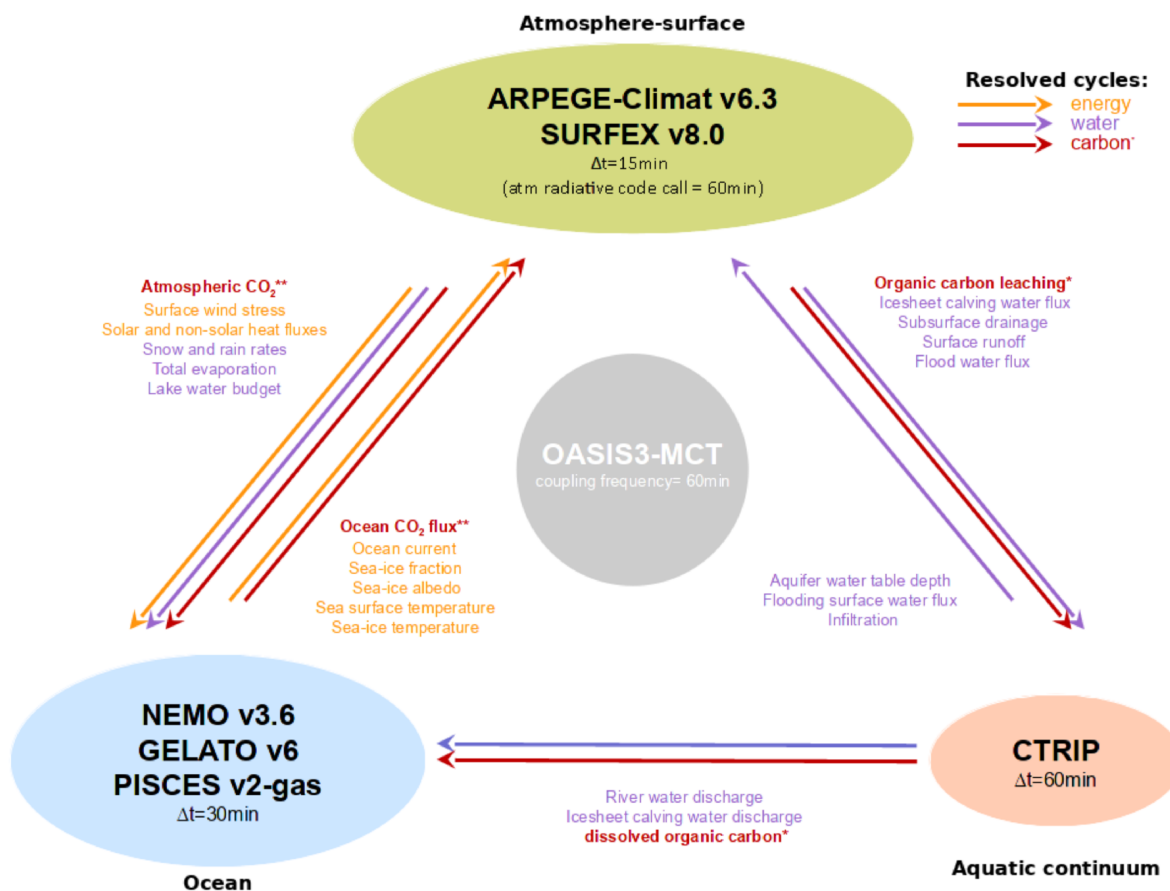 Atmosphere-surface
ARPEGE-Climat v6.3
SURFEX v8.0
Δt=15min
(atm radiative code call = 60min)
Resolved cycles:
energy
water
carbon*
Atmospheric CO₂**
Surface wind stress
Solar and non-solar heat fluxes
Snow and rain rates
Total evaporation
Lake water budget
Organic carbon leaching*
Icesheet calving water flux
Subsurface drainage
Surface runoff
Flood water flux
OASIS3-MCT
coupling frequency= 60min
Ocean CO₂ flux**
Ocean current
Sea-ice fraction
Sea-ice albedo
Sea surface temperature
Sea-ice temperature
Aquifer water table depth
Flooding surface water flux
Infiltration
NEMO v3.6
GELATO v6
PISCES v2-gas
Δt=30min
Ocean
River water discharge
Icesheet calving water discharge
dissolved organic carbon*
CTRIP
Δt=60min
Aquatic continuum